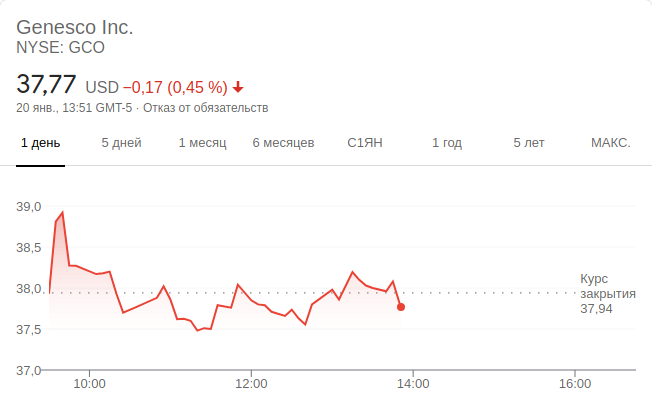 Genesco Inc.
NYSE: GCO
37,77 USD −0,17 (0,45 %)
20 янв., 13:51 GMT-5 · Отказ от обязательств
1 день 5 дней 1 месяц 6 месяцев С1ЯН 1 год 5 лет МАКС.
39,0
38,5
38,0
37,5
37,0
Курс
закрытия
37,94
10:00 12:00 14:00 16:00